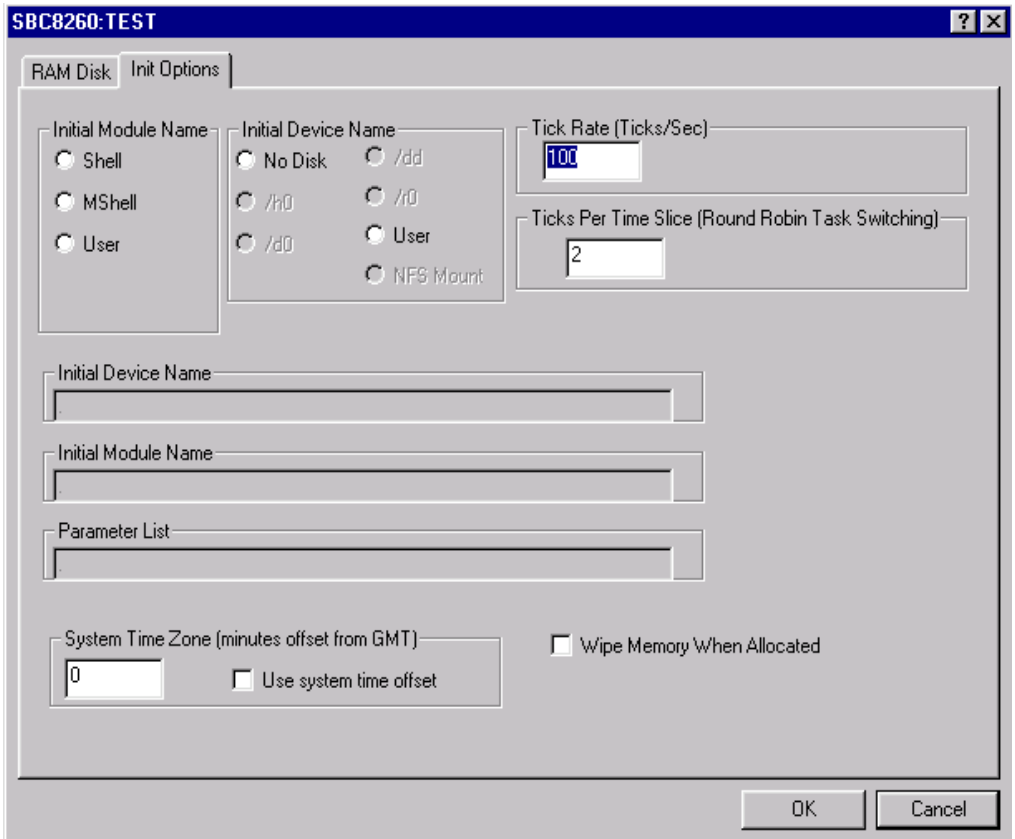 SBC8260:TEST
RAM Disk
Init Options
Initial Module Name
Shell
MShell
User
Initial Device Name
No Disk
/h0
/d0
/dd
/r0
User
NFS Mount
Tick Rate (Ticks/Sec)
100
Ticks Per Time Slice (Round Robin Task Switching)
2
Initial Device Name
.
Initial Module Name
.
Parameter List
.
System Time Zone (minutes offset from GMT)
0
Use system time offset
Wipe Memory When Allocated
OK
Cancel